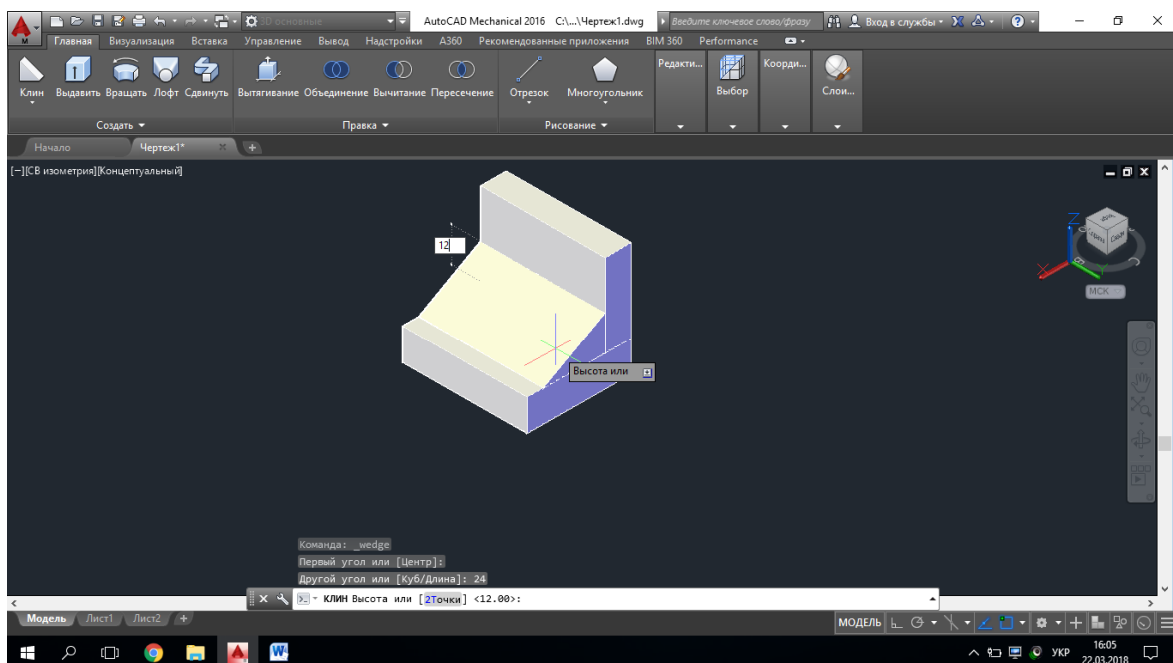 3D основные
AutoCAD Mechanical 2016 C:\...\Чертеж1.dwg
Введите ключевое слово/фразу
Вход в службы
M
Главная Визуализация Вставка Управление Вывод Надстройки A360 Рекомендованные приложения BIM 360 Performance
Клин Выдавить Вращать Лофт Сдвинуть Вытягивание Объединение Вычитание Пересечение Отрезок Многоугольник Редакти... Выбор Коорди... Слои...
Создать Правка Рисование
Начало Чертеж1* +
[−][СВ изометрия][Концептуальный]
Z
X Y
МСК
12
Высота или
Команда: _wedge
Первый угол или [Центр]:
Другой угол или [Куб/Длина]: 24
КЛИН Высота или [2Точки] <12.00>:
Модель Лист1 Лист2 +
МОДЕЛЬ
УКР
16:05
22.03.2018